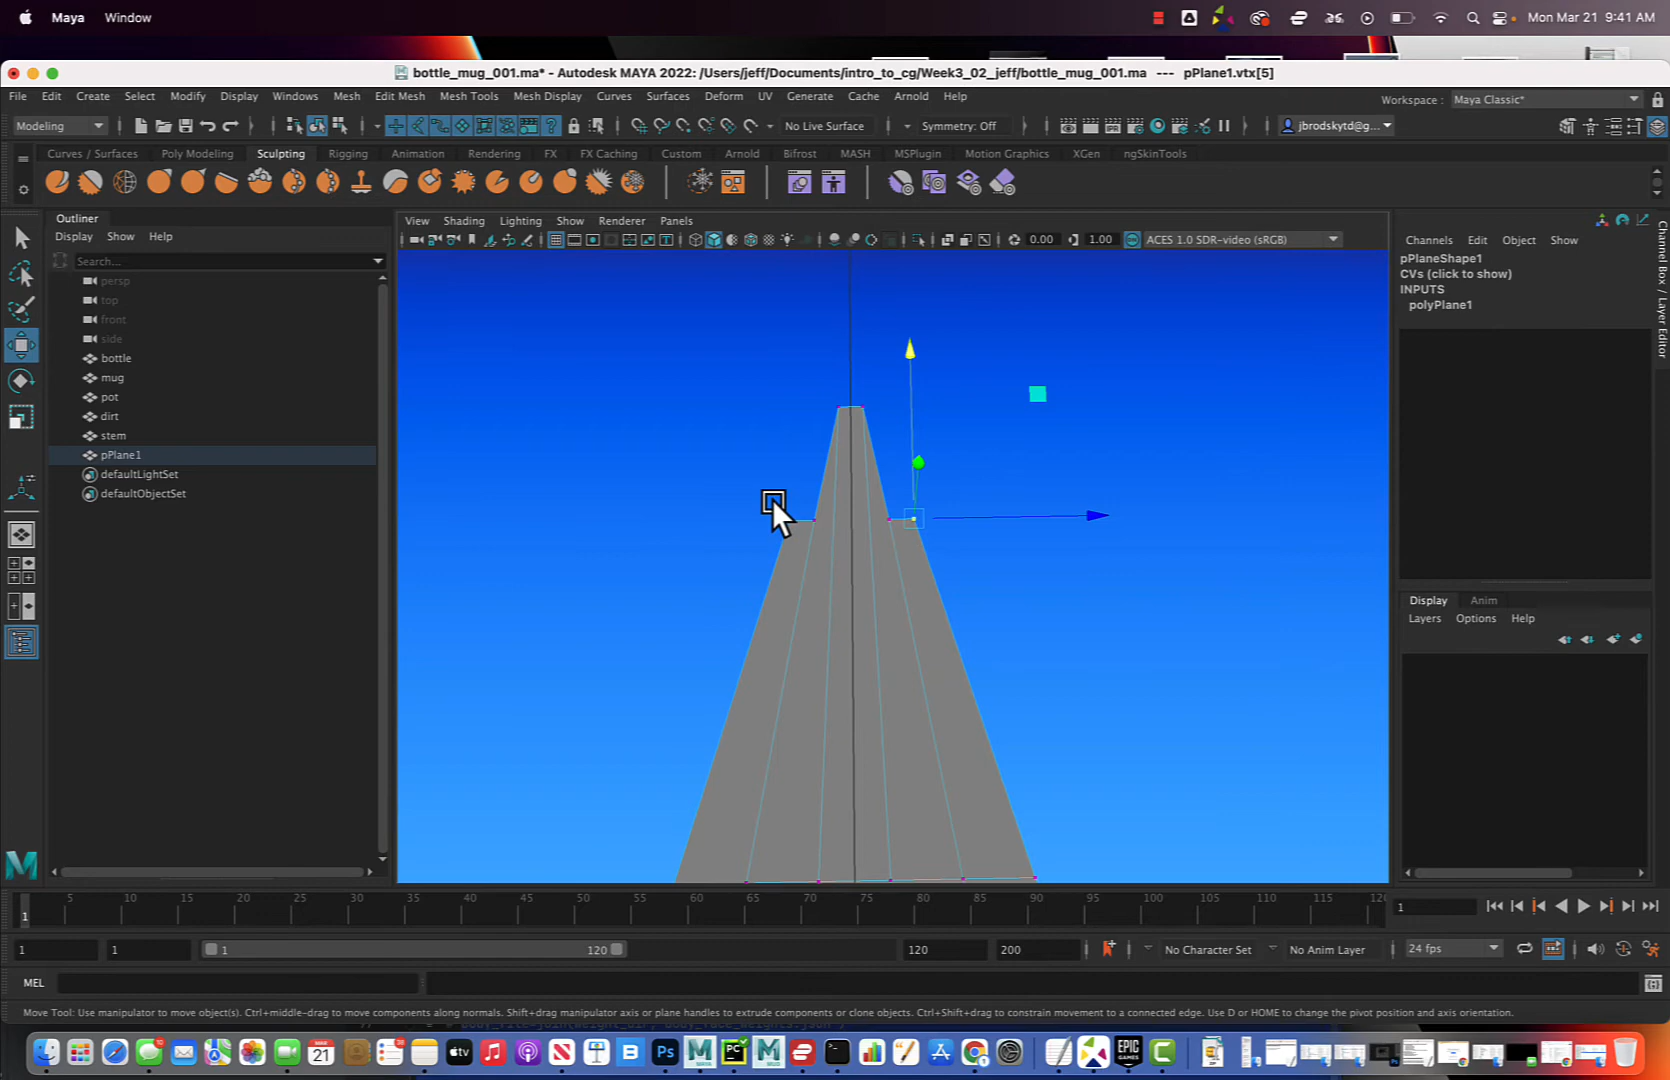 Maya Window Mon Mar 21 9:41 AM
bottle_mug_001.ma* - Autodesk MAYA 2022: /Users/jeff/Documents/intro_to_cg/Week3_02_jeff/bottle_mug_001.ma --- pPlane1.vtx[5]
File Edit Create Select Modify Display Windows Mesh Edit Mesh Mesh Tools Mesh Display Curves Surfaces Deform UV Generate Cache Arnold Help Workspace : Maya Classic*
Modeling No Live Surface Symmetry: Off jbrodskytd@g...
Curves / Surfaces Poly Modeling Sculpting Rigging Animation Rendering FX FX Caching Custom Arnold Bifrost MASH MSPlugin Motion Graphics XGen ngSkinTools
Outliner
Display Show Help
Search...
persp
top
front
side
bottle
mug
pot
dirt
stem
pPlane1
defaultLightSet
defaultObjectSet
View Shading Lighting Show Renderer Panels
0.00 1.00 ACES 1.0 SDR-video (sRGB)
Channels Edit Object Show
pPlaneShape1
CVs (click to show)
INPUTS
polyPlane1
Channel Box / Layer Editor
Display Anim
Layers Options Help
5 10 15 20 25 30 35 40 45 50 55 60 65 70 75 80 85 90 95 100 105 110 115 120
1
1
1 1 1 120 120 200 No Character Set No Anim Layer 24 fps
MEL
Move Tool: Use manipulator to move object(s). Ctrl+middle-drag to move components along normals. Shift+drag manipulator axis or plane handles to extrude components or clone objects. Ctrl+Shift+drag to constrain movement to a connected edge. Use D or HOME to change the pivot position and axis orientation.
MAR
21
tv